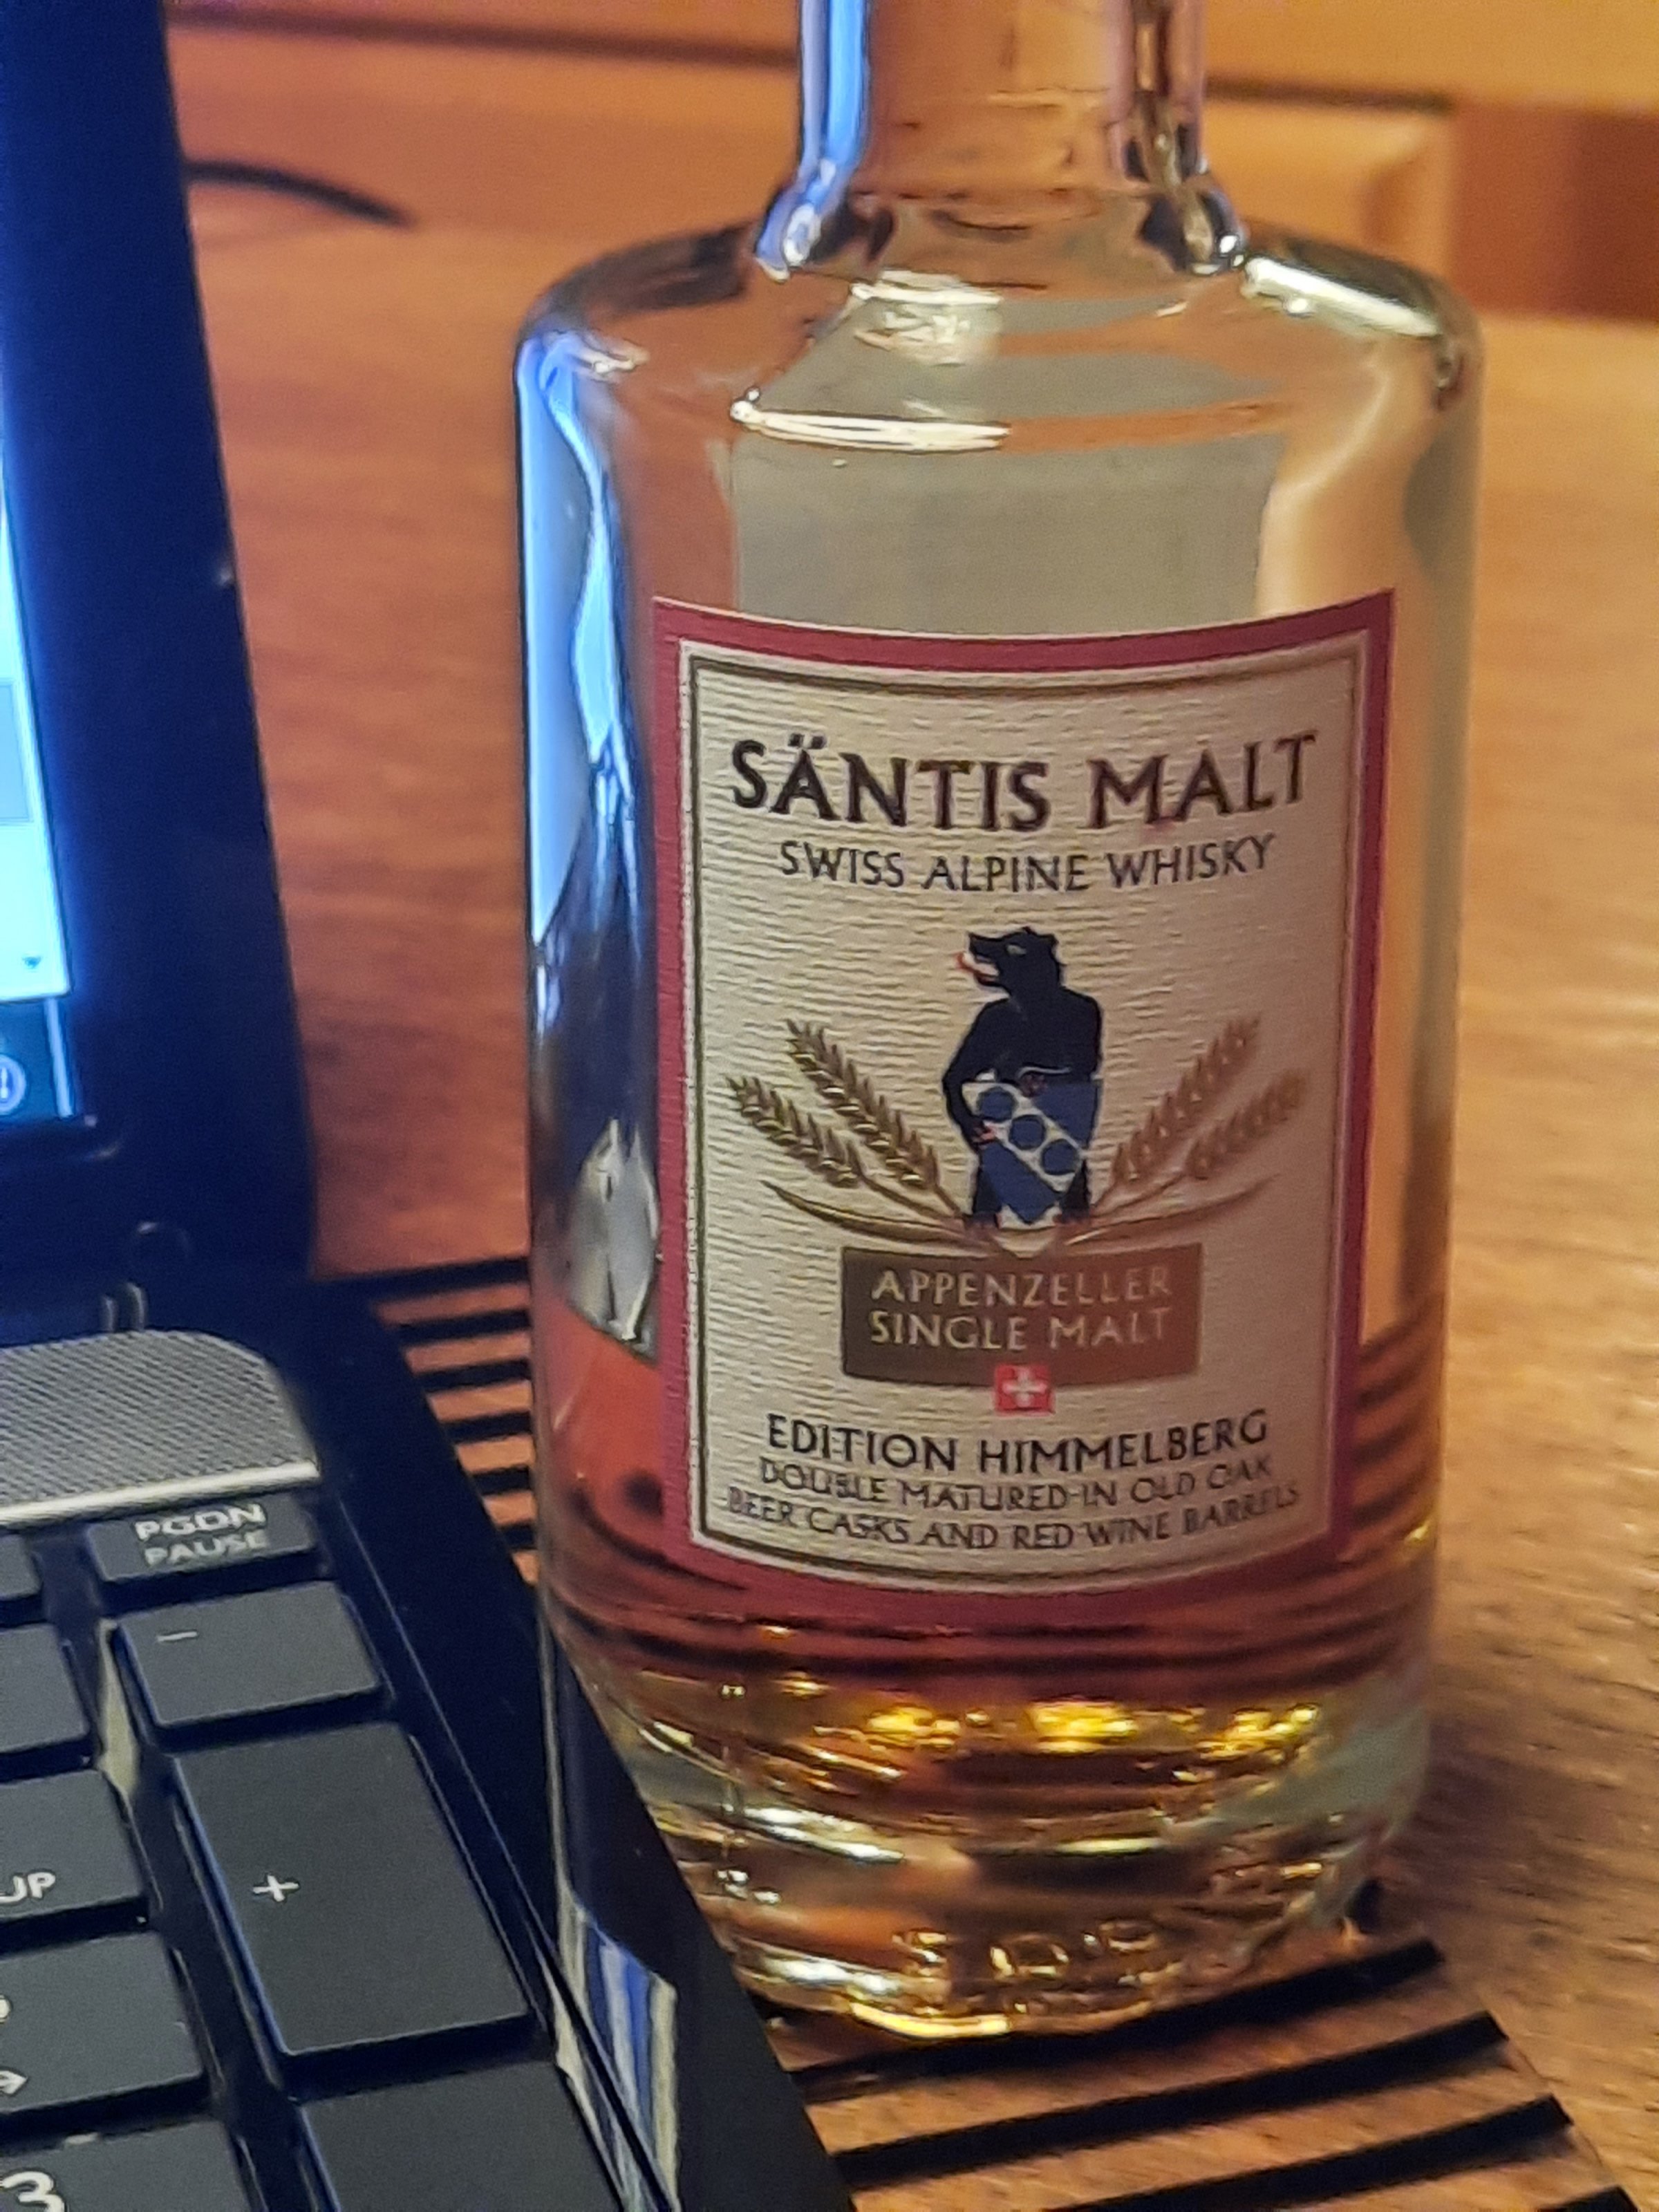 SÄNTIS MALT
SWISS ALPINE WHISKY
APPENZELLER
SINGLE MALT
EDITION HIMMELBERG
DOUBLE MATURED IN OLD OAK
BEER CASKS AND RED WINE BARRELS
PGDN
PAUSE
-
+
UP
3